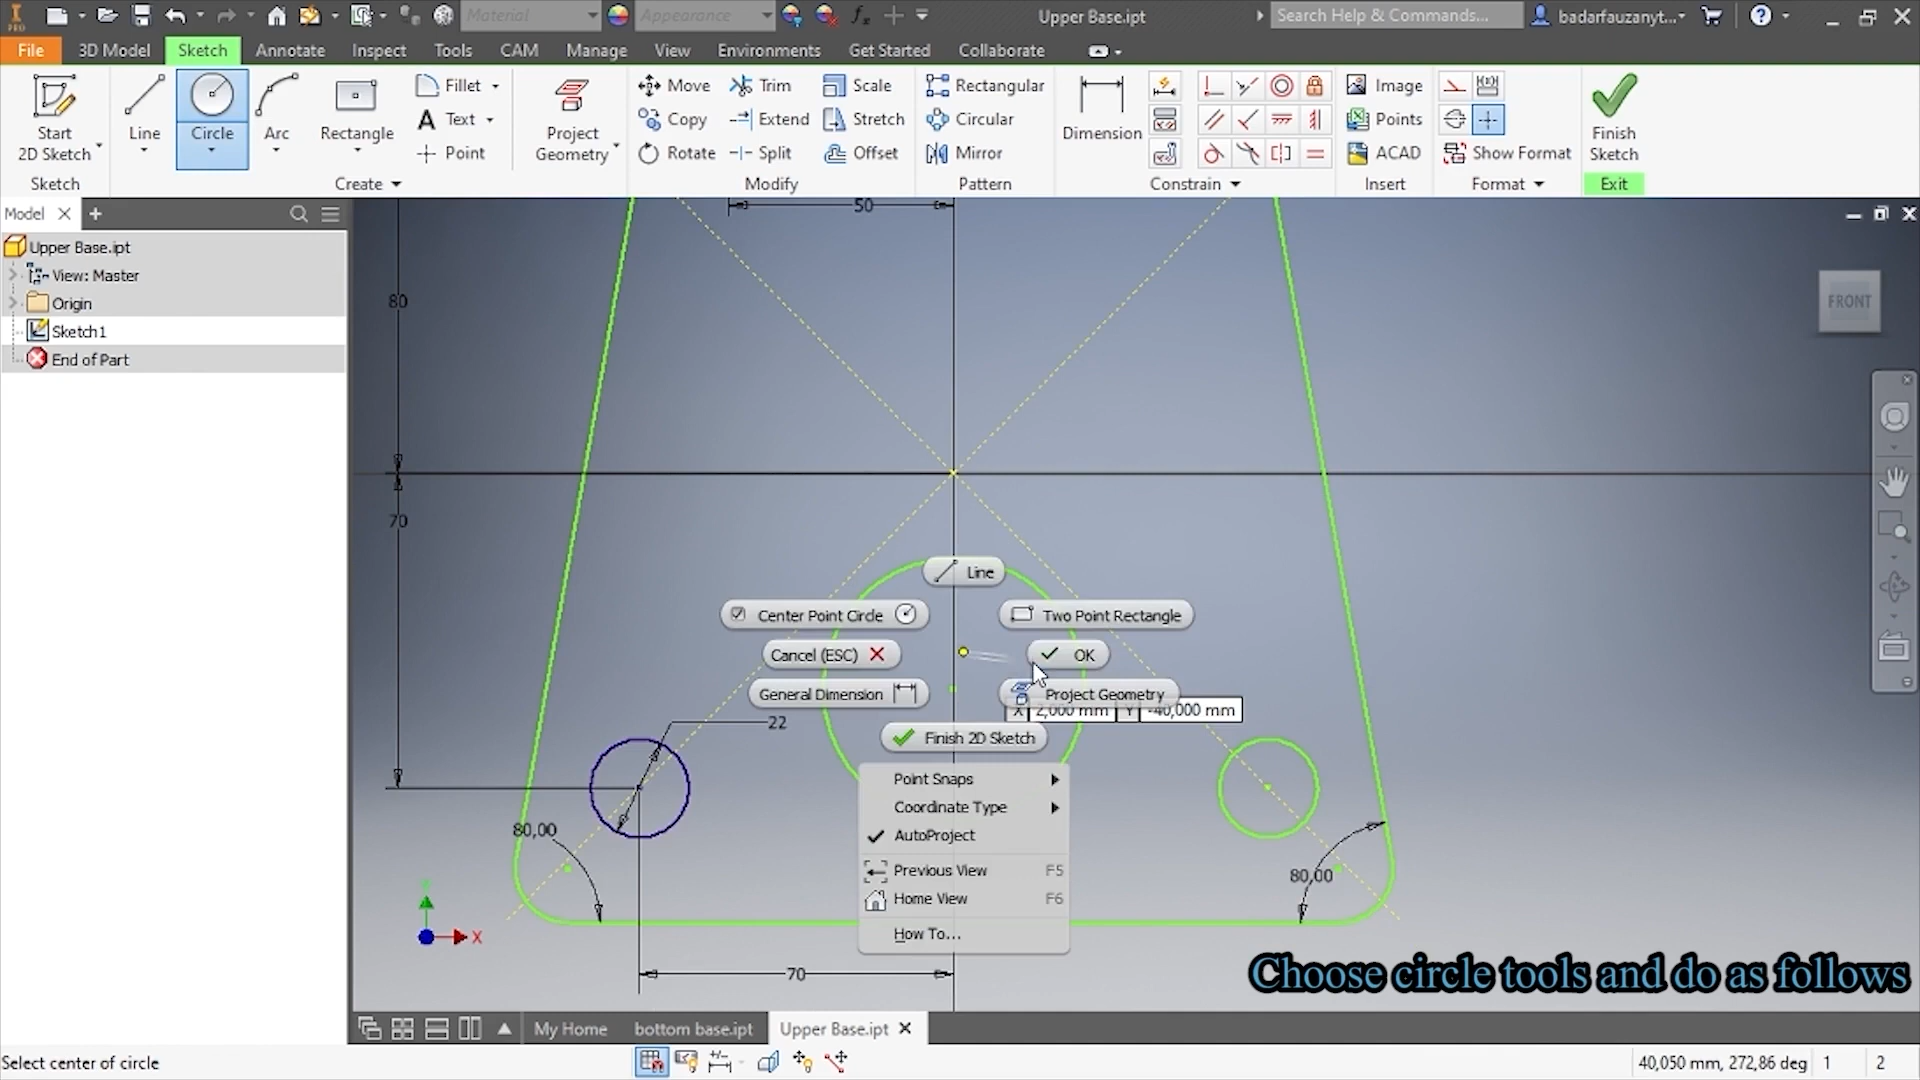 PRO
Material
Appearance
fx
Upper Base.ipt
Search Help & Commands...
badarfauzanyt...
File
3D Model
Sketch
Annotate
Inspect
Tools
CAM
Manage
View
Environments
Get Started
Collaborate
Start
2D Sketch
Line
Circle
Arc
Rectangle
Fillet
Text
Point
Project
Geometry
Move
Copy
Rotate
Trim
Extend
Split
Scale
Stretch
Offset
Rectangular
Circular
Mirror
Dimension
Image
Points
ACAD
Show Format
Finish
Sketch
Sketch
Create
Modify
Pattern
Constrain
Insert
Format
Exit
Model
Upper Base.ipt
View: Master
Origin
Sketch1
End of Part
50
80
FRONT
70
Line
Center Point Circle
Two Point Rectangle
Cancel (ESC)
OK
General Dimension
Project Geometry
X 2,000 mm Y -40,000 mm
22
Finish 2D Sketch
Point Snaps
Coordinate Type
AutoProject
Previous View F5
Home View F6
How To...
80,00
80,00
X
70
Choose circle tools and do as follows
My Home
bottom base.ipt
Upper Base.ipt
Select center of circle
40,050 mm, 272,86 deg
1
2